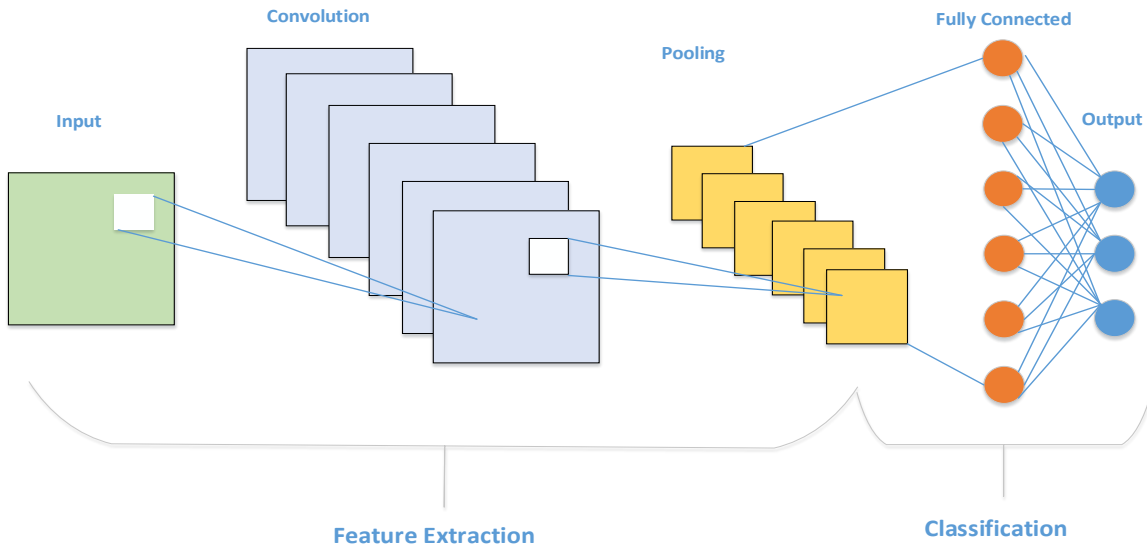 Convolution
Fully Connected
Pooling
Input
Output
Feature Extraction
Classification